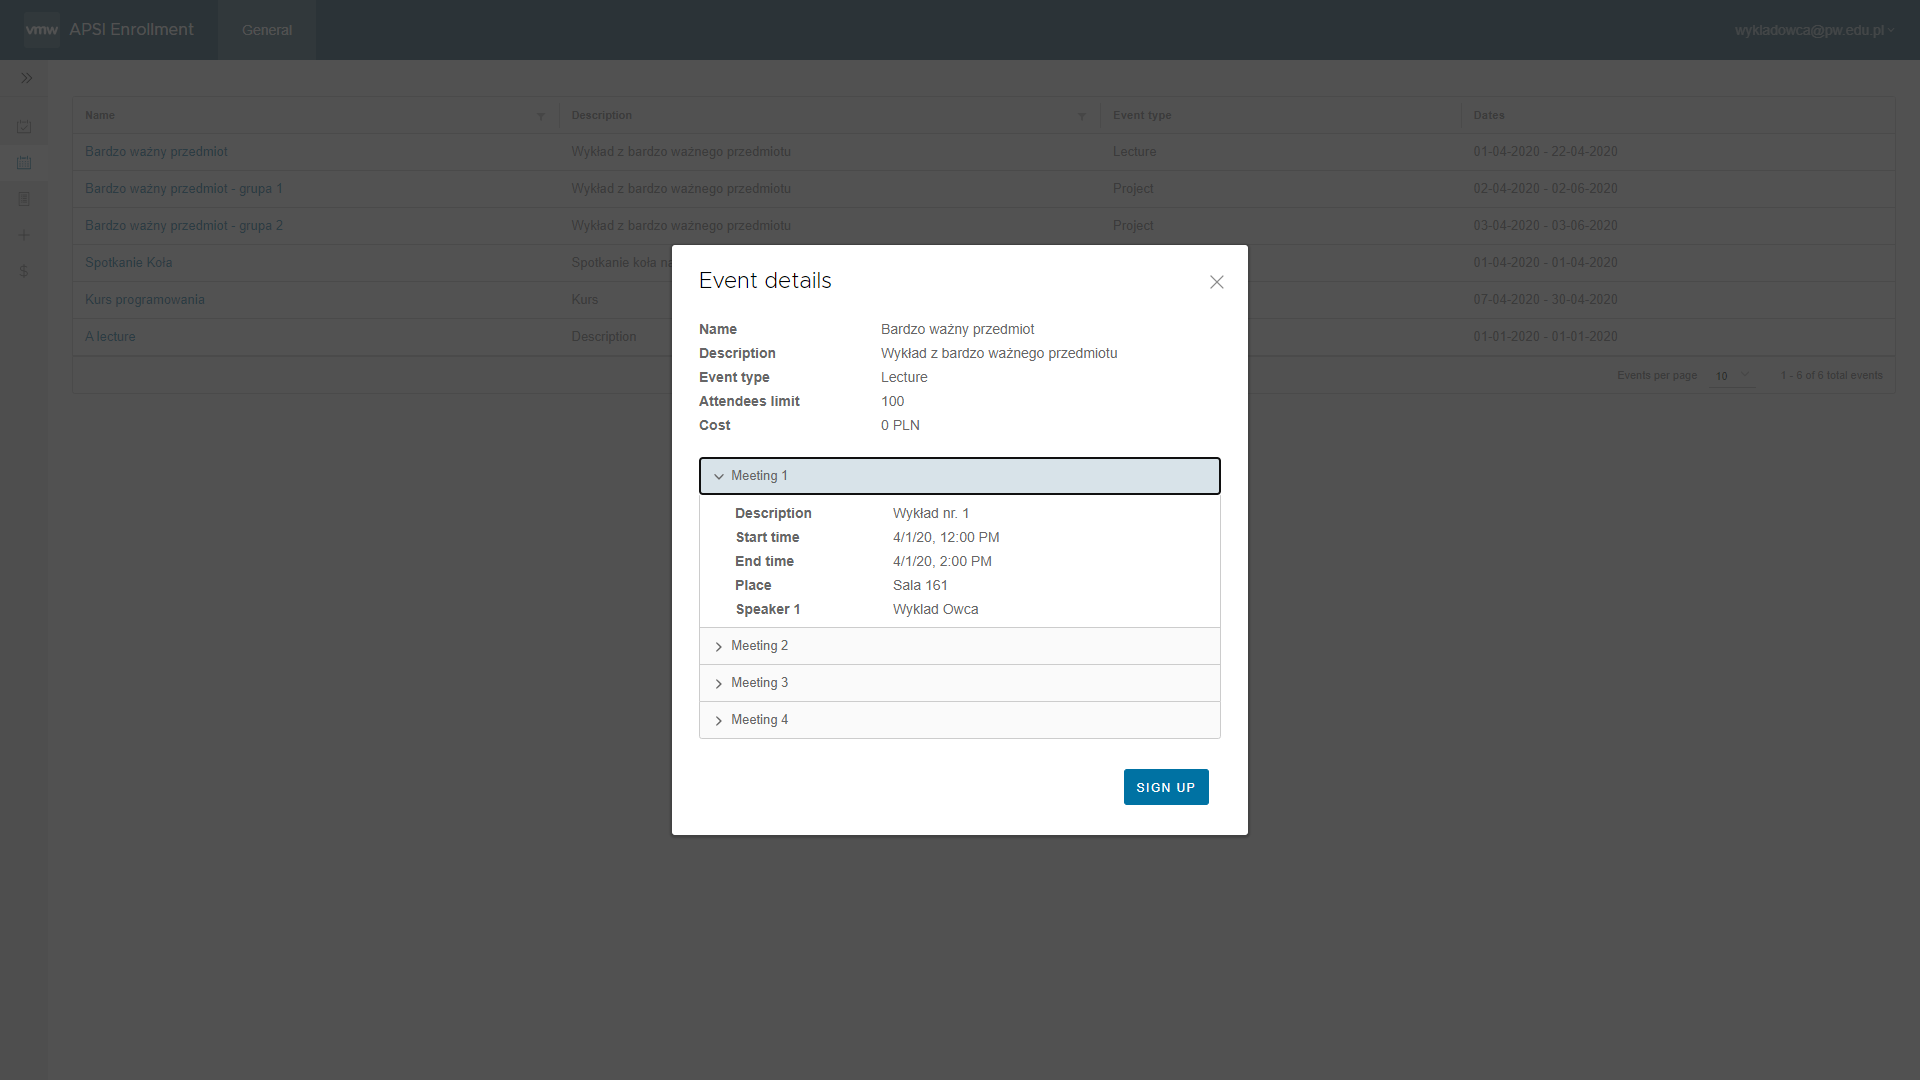 vmw APSI Enrollment General wykladowca@pw.edu.pl
Name Description Event type Dates
Bardzo ważny przedmiot Wykład z bardzo ważnego przedmiotu Lecture 01-04-2020 - 22-04-2020
Bardzo ważny przedmiot - grupa 1 Wykład z bardzo ważnego przedmiotu Project 02-04-2020 - 02-06-2020
Bardzo ważny przedmiot - grupa 2 Wykład z bardzo ważnego przedmiotu Project 03-04-2020 - 03-06-2020
Spotkanie Koła Spotkanie koła 01-04-2020 - 01-04-2020
Kurs programowania Kurs 07-04-2020 - 30-04-2020
A lecture Description 01-01-2020 - 01-01-2020
Events per page 10 1 - 6 of 6 total events
Event details
Name Bardzo ważny przedmiot
Description Wykład z bardzo ważnego przedmiotu
Event type Lecture
Attendees limit 100
Cost 0 PLN
Meeting 1
Description Wykład nr. 1
Start time 4/1/20, 12:00 PM
End time 4/1/20, 2:00 PM
Place Sala 161
Speaker 1 Wyklad Owca
Meeting 2
Meeting 3
Meeting 4
SIGN UP